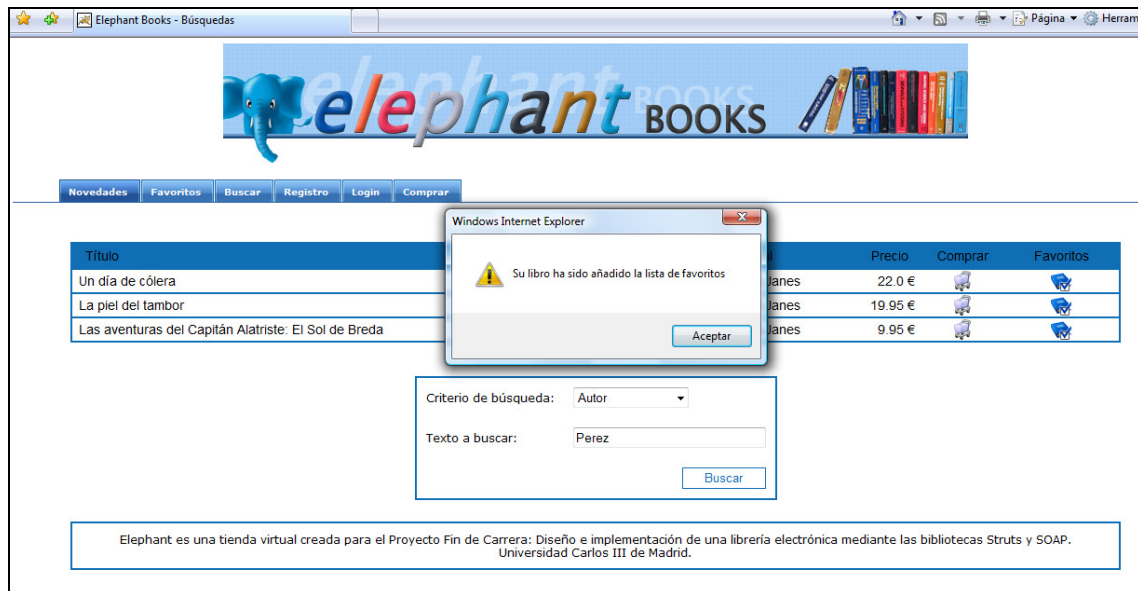 Elephant Books - Búsquedas
Página
Herram
elephant BOOKS
Novedades Favoritos Buscar Registro Login Comprar
Windows Internet Explorer
Su libro ha sido añadido la lista de favoritos
Aceptar
Título Precio Comprar Favoritos
Un día de cólera Janes 22.0 €
La piel del tambor Janes 19.95 €
Las aventuras del Capitán Alatriste: El Sol de Breda Janes 9.95 €
Criterio de búsqueda: Autor
Texto a buscar: Perez
Buscar
Elephant es una tienda virtual creada para el Proyecto Fin de Carrera: Diseño e implementación de una librería electrónica mediante las bibliotecas Struts y SOAP.
Universidad Carlos III de Madrid.